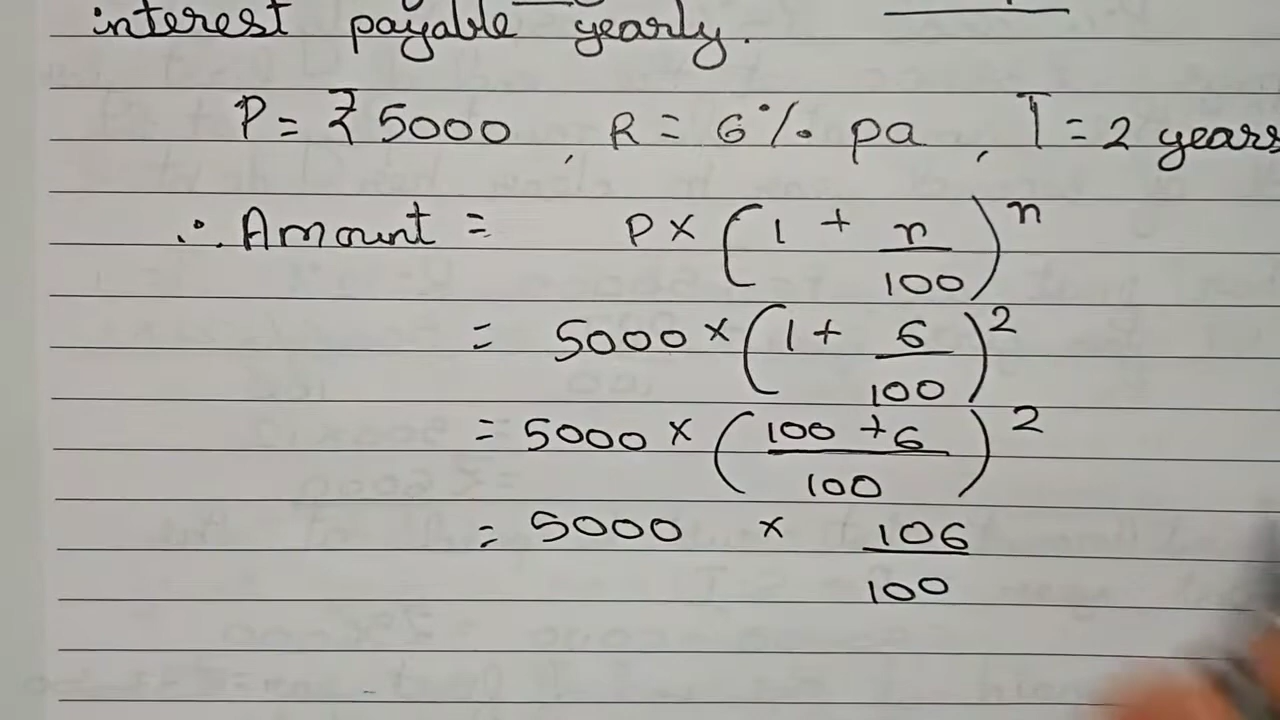 interest payable yearly.
P = ₹ 5000 , R = 6% pa , T = 2 years
∴ Amount = P × (1 + r/100)^n
= 5000 × (1 + 6/100)^2
= 5000 × (100 + 6/100)^2
= 5000 × 106/100